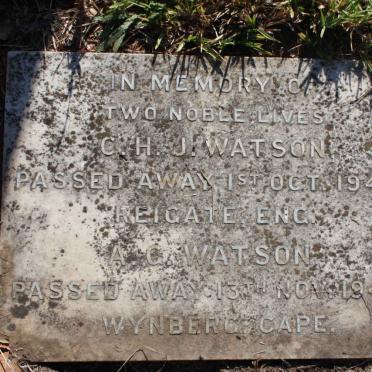 IN MEMORY OF
TWO NOBLE LIVES
C. H. J. WATSON
PASSED AWAY 1ST OCT. 194
REIGATE. ENG.
A. C. WATSON
PASSED AWAY 13TH NOV. 19
WYNBERG. CAPE.